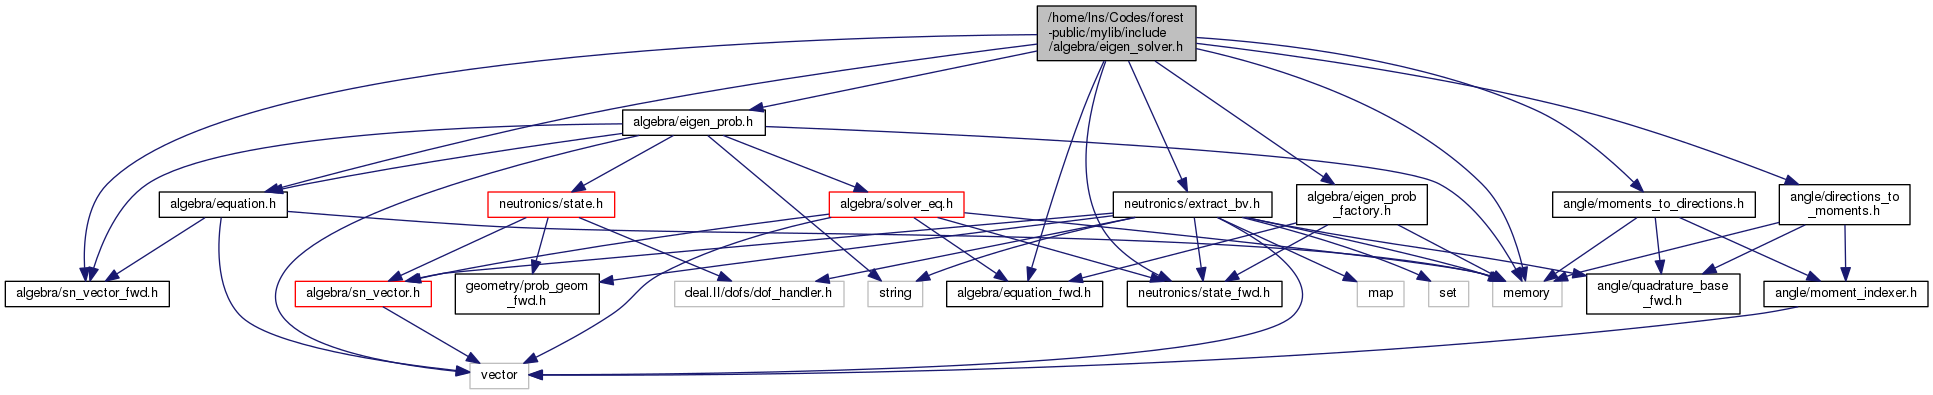 /home/lns/Codes/forest
-public/mylib/include
/algebra/eigen_solver.h
algebra/eigen_prob.h
algebra/equation.h
neutronics/state.h
algebra/solver_eq.h
neutronics/extract_bv.h
algebra/eigen_prob
_factory.h
angle/moments_to_directions.h
angle/directions_to
_moments.h
algebra/sn_vector_fwd.h
algebra/sn_vector.h
geometry/prob_geom
_fwd.h
deal.II/dofs/dof_handler.h
string
algebra/equation_fwd.h
neutronics/state_fwd.h
map
set
memory
angle/quadrature_base
_fwd.h
angle/moment_indexer.h
vector